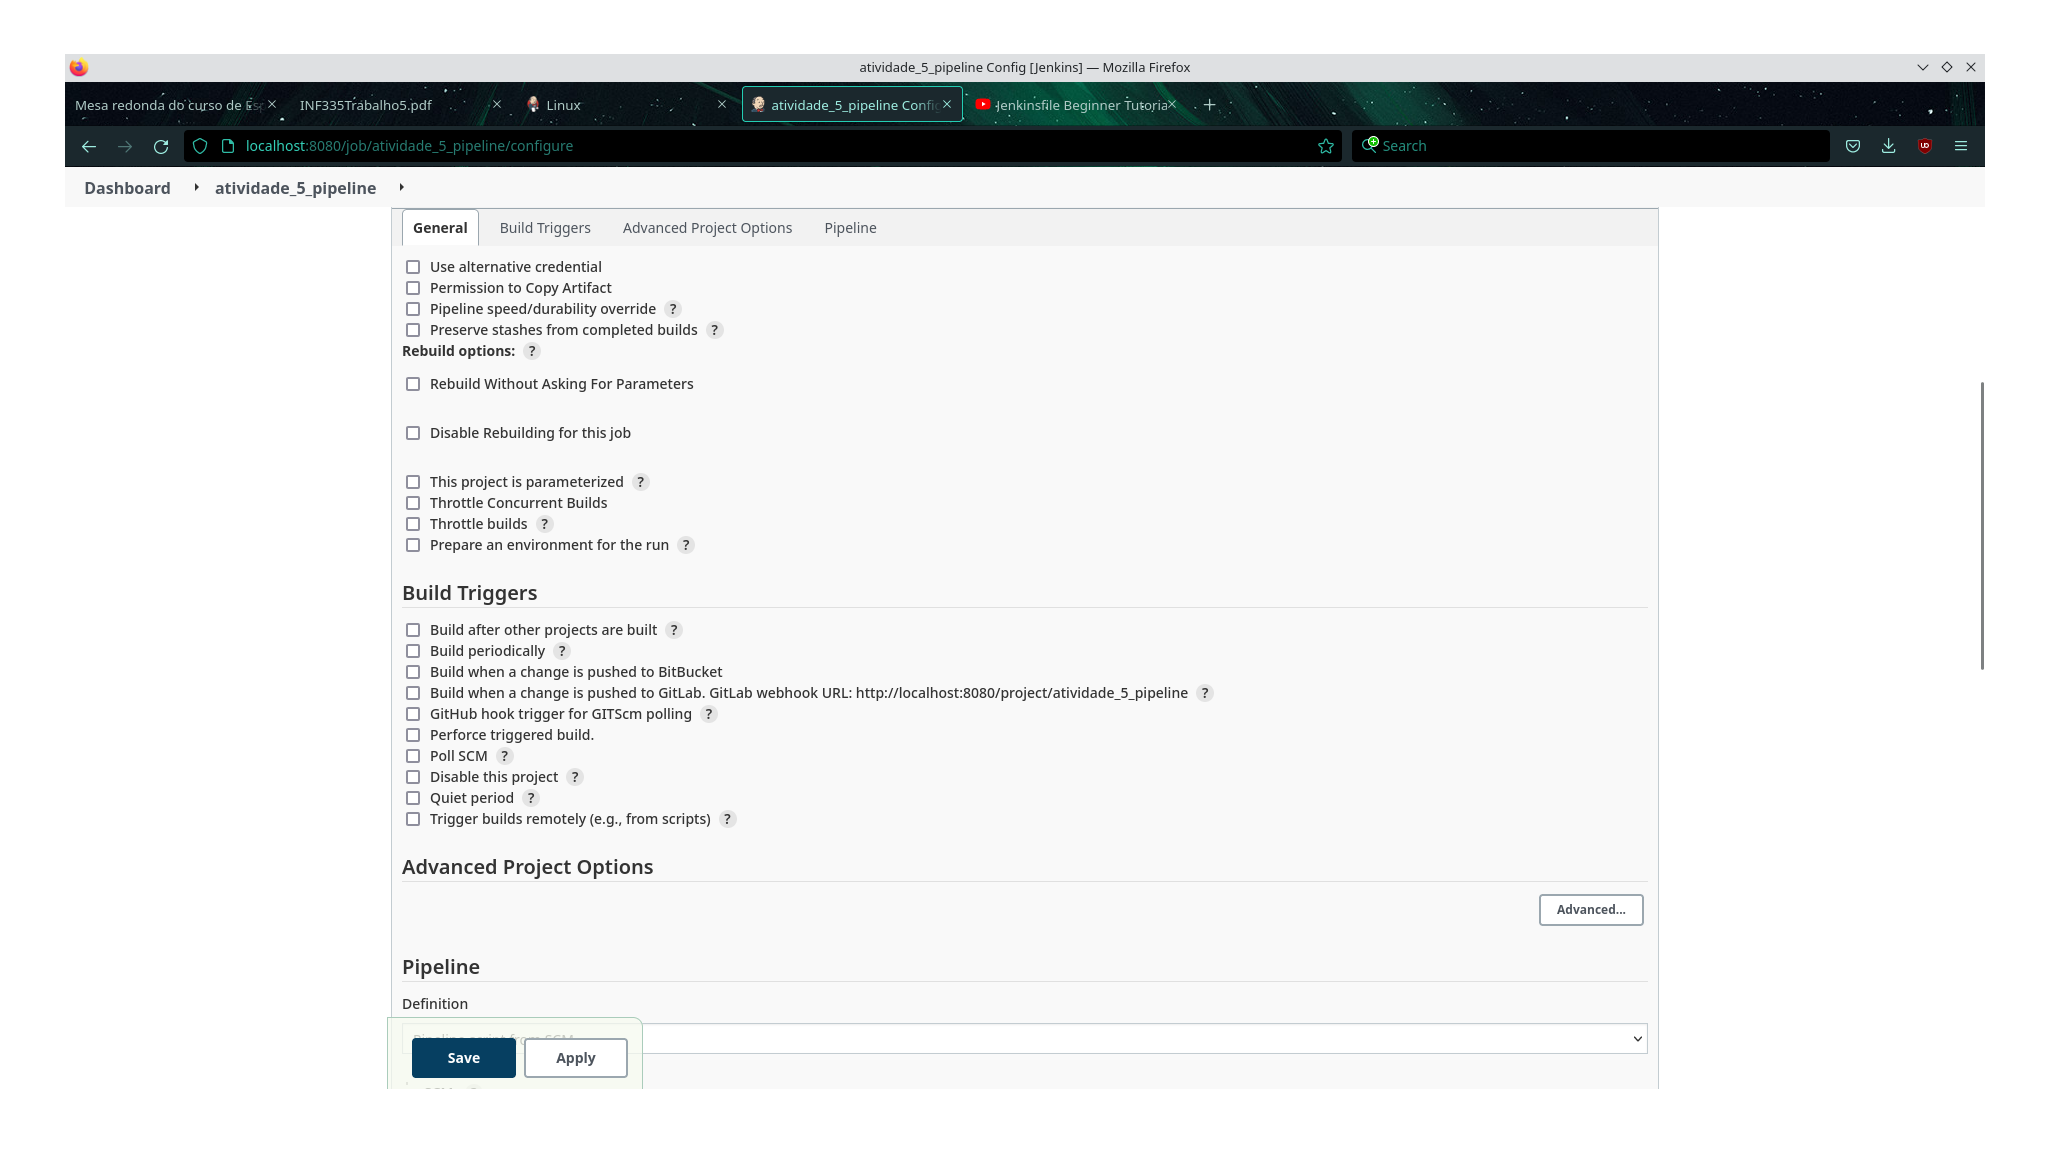 atividade_5_pipeline Config [Jenkins] — Mozilla Firefox
Mesa redonda do curso de Es
INF335Trabalho5.pdf
Linux
atividade_5_pipeline Config
Jenkinsfile Beginner Tutoria
localhost:8080/job/atividade_5_pipeline/configure
Search
Dashboard
atividade_5_pipeline
General
Build Triggers
Advanced Project Options
Pipeline
Use alternative credential
Permission to Copy Artifact
Pipeline speed/durability override ?
Preserve stashes from completed builds ?
Rebuild options: ?
Rebuild Without Asking For Parameters
Disable Rebuilding for this job
This project is parameterized ?
Throttle Concurrent Builds
Throttle builds ?
Prepare an environment for the run ?
Build Triggers
Build after other projects are built ?
Build periodically ?
Build when a change is pushed to BitBucket
Build when a change is pushed to GitLab. GitLab webhook URL: http://localhost:8080/project/atividade_5_pipeline ?
GitHub hook trigger for GITScm polling ?
Perforce triggered build.
Poll SCM ?
Disable this project ?
Quiet period ?
Trigger builds remotely (e.g., from scripts) ?
Advanced Project Options
Advanced...
Pipeline
Definition
Pipeline script from SCM
Save
Apply